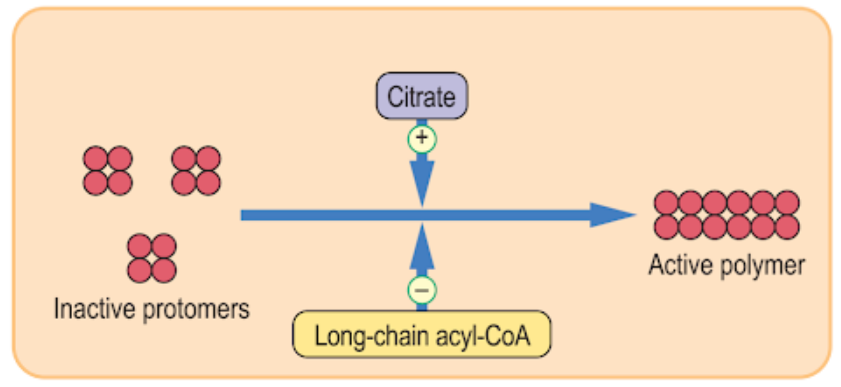 Citrate
+
Inactive protomers
Active polymer
−
Long-chain acyl-CoA